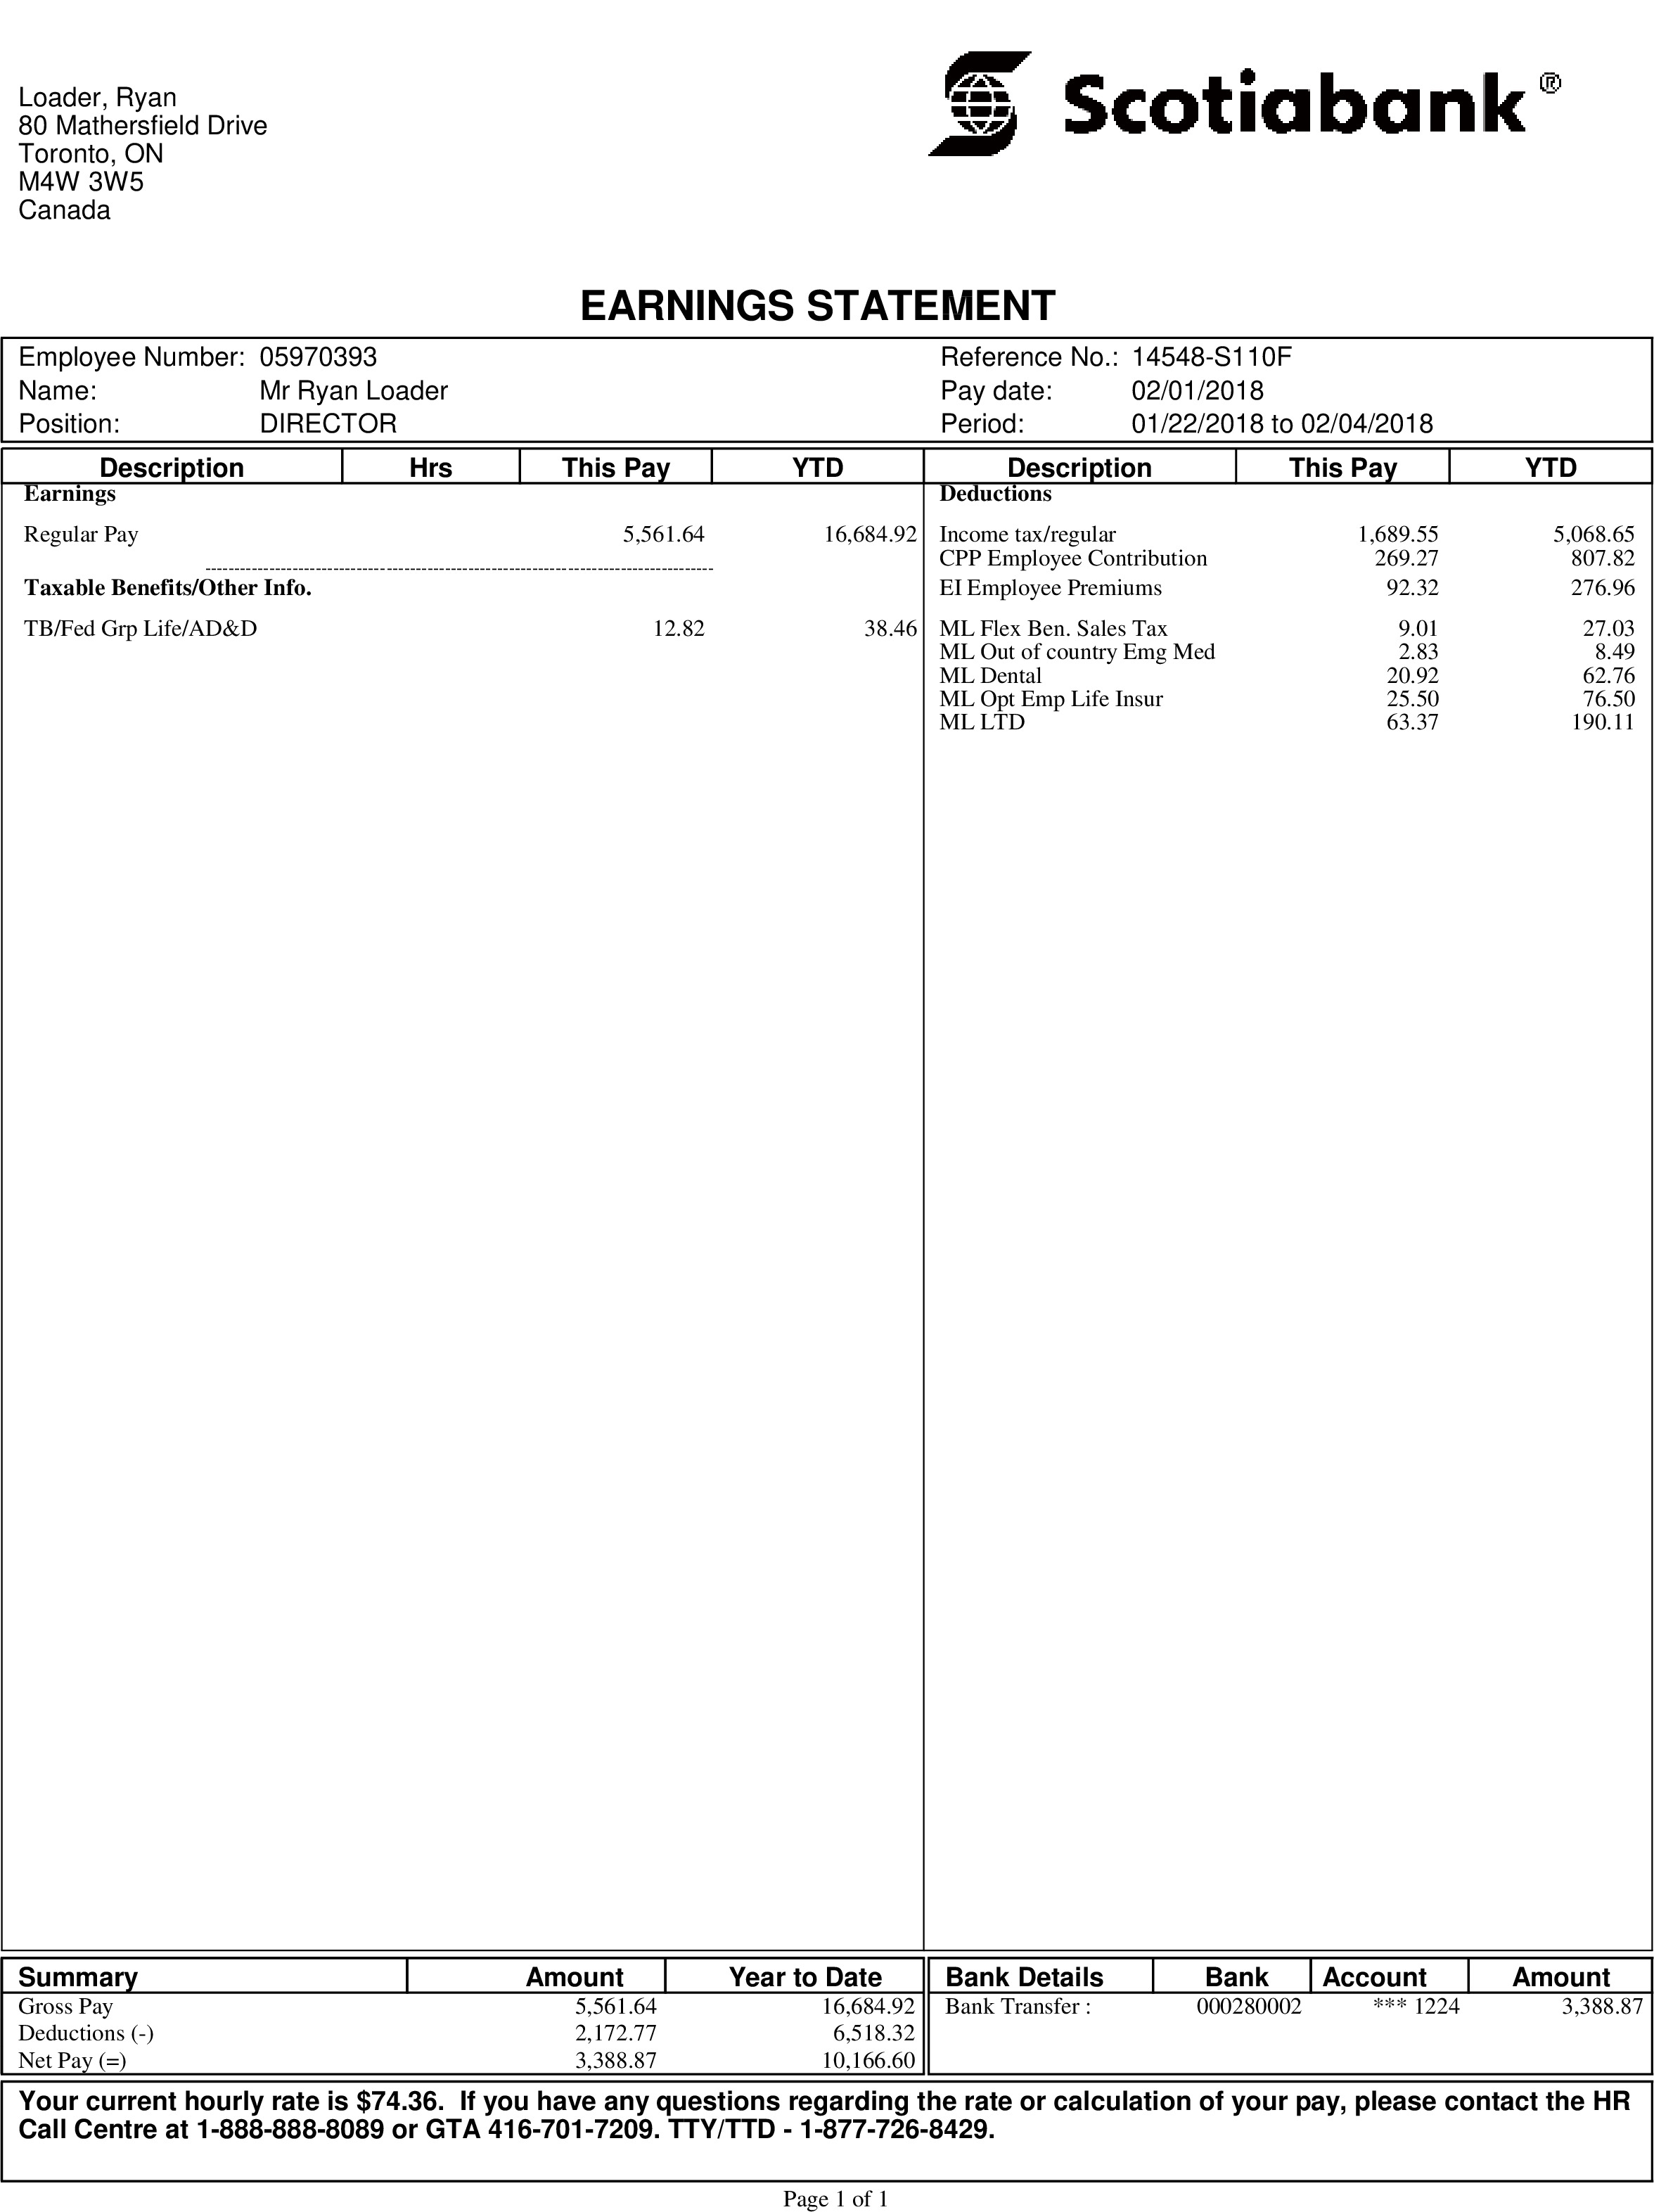 Loader, Ryan
80 Mathersfield Drive
Toronto, ON
M4W 3W5
Canada
Scotiabank ®
EARNINGS STATEMENT
Employee Number: 05970393
Name: Mr Ryan Loader
Position: DIRECTOR
Reference No.: 14548-S110F
Pay date: 02/01/2018
Period: 01/22/2018 to 02/04/2018
Description Hrs This Pay YTD
Earnings
Regular Pay 5,561.64 16,684.92
Taxable Benefits/Other Info.
TB/Fed Grp Life/AD&D 12.82 38.46
Description This Pay YTD
Deductions
Income tax/regular 1,689.55 5,068.65
CPP Employee Contribution 269.27 807.82
EI Employee Premiums 92.32 276.96
ML Flex Ben. Sales Tax 9.01 27.03
ML Out of country Emg Med 2.83 8.49
ML Dental 20.92 62.76
ML Opt Emp Life Insur 25.50 76.50
ML LTD 63.37 190.11
Summary Amount Year to Date
Gross Pay 5,561.64 16,684.92
Deductions (-) 2,172.77 6,518.32
Net Pay (=) 3,388.87 10,166.60
Bank Details Bank Account Amount
Bank Transfer : 000280002 *** 1224 3,388.87
Your current hourly rate is $74.36.  If you have any questions regarding the rate or calculation of your pay, please contact the HR
Call Centre at 1-888-888-8089 or GTA 416-701-7209. TTY/TTD - 1-877-726-8429.
Page 1 of 1